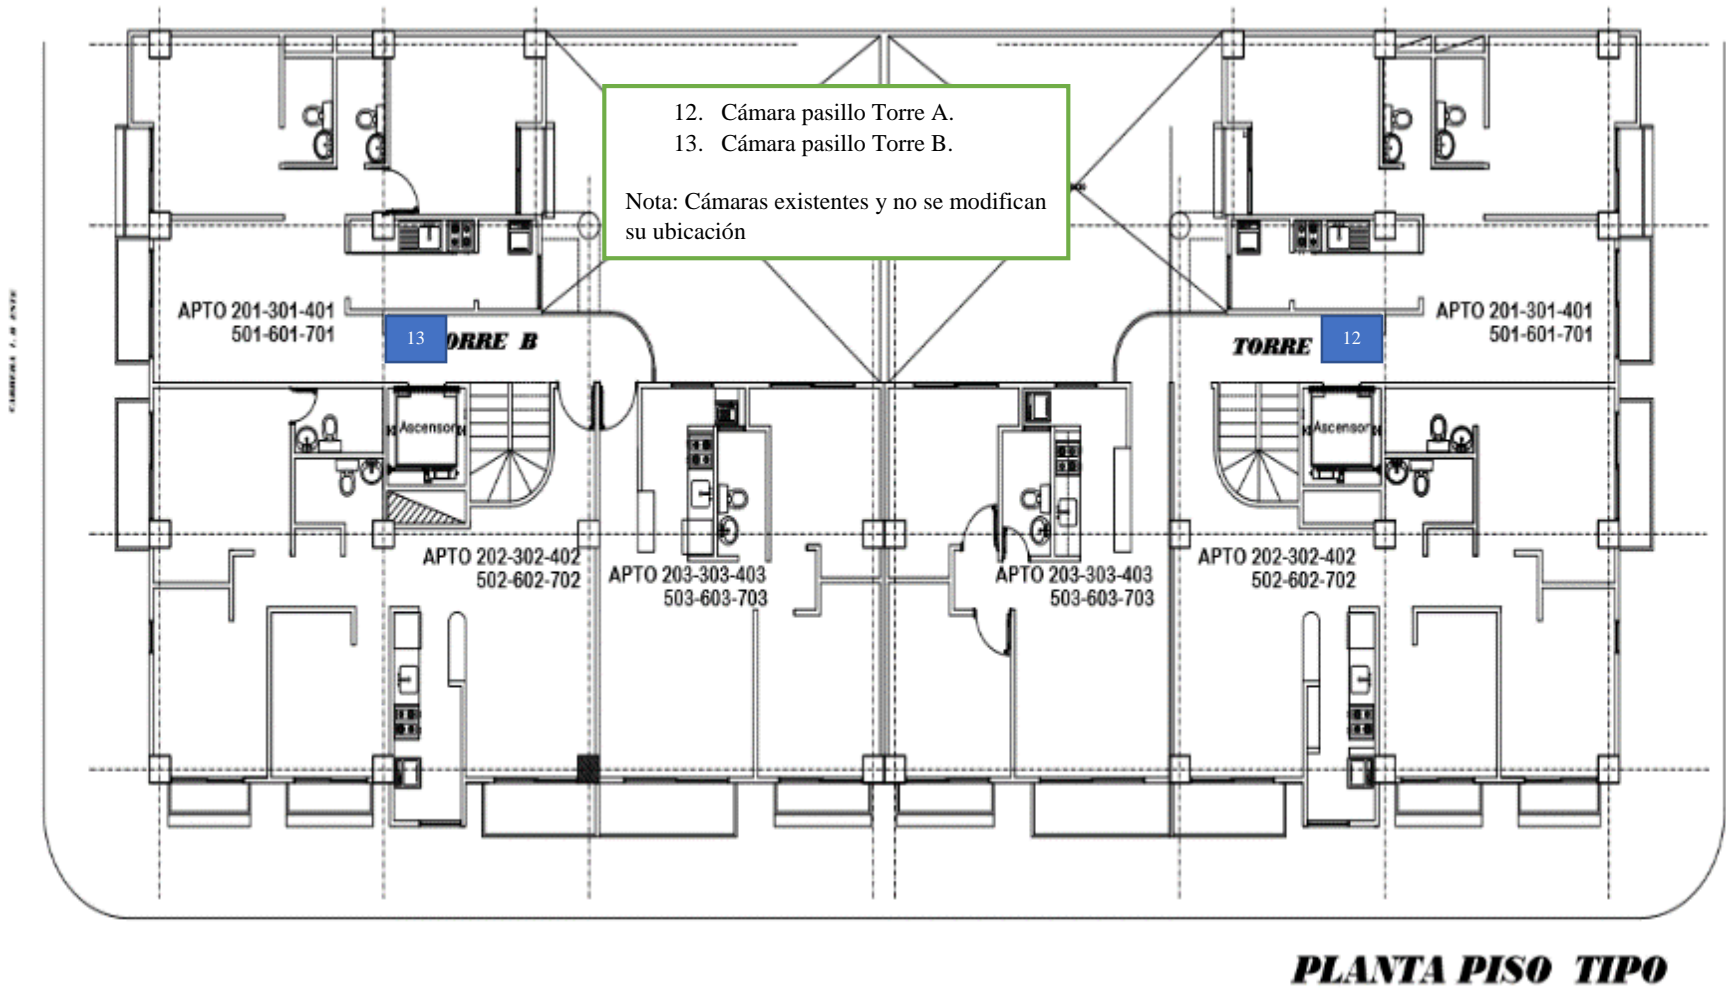 12. Cámara pasillo Torre A.
13. Cámara pasillo Torre B.
Nota: Cámaras existentes y no se modifican
su ubicación
APTO 201-301-401
501-601-701
13
ORRE B
TORRE
12
APTO 201-301-401
501-601-701
Ascensor
Ascensor
APTO 202-302-402
502-602-702
APTO 203-303-403
503-603-703
APTO 203-303-403
503-603-703
APTO 202-302-402
502-602-702
PLANTA PISO TIPO